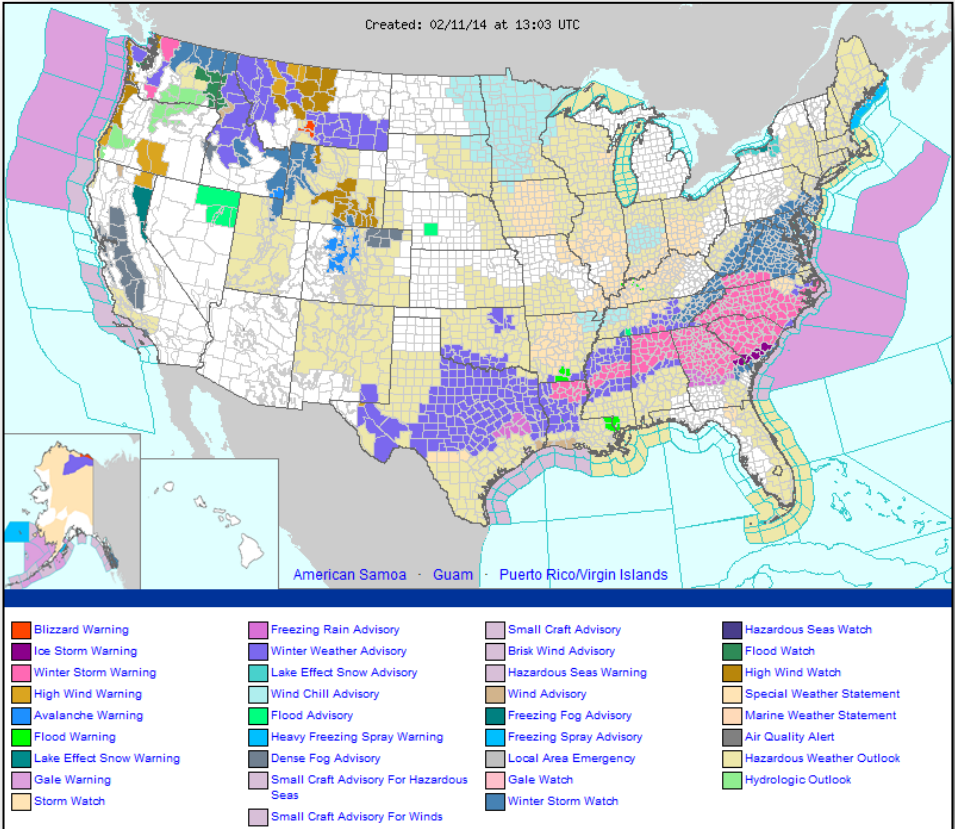 Created: 02/11/14 at 13:03 UTC
American Samoa · Guam · Puerto Rico/Virgin Islands
Blizzard Warning
Ice Storm Warning
Winter Storm Warning
High Wind Warning
Avalanche Warning
Flood Warning
Lake Effect Snow Warning
Gale Warning
Storm Watch
Freezing Rain Advisory
Winter Weather Advisory
Lake Effect Snow Advisory
Wind Chill Advisory
Flood Advisory
Heavy Freezing Spray Warning
Dense Fog Advisory
Small Craft Advisory For Hazardous
Seas
Small Craft Advisory For Winds
Small Craft Advisory
Brisk Wind Advisory
Hazardous Seas Warning
Wind Advisory
Freezing Fog Advisory
Freezing Spray Advisory
Local Area Emergency
Gale Watch
Winter Storm Watch
Hazardous Seas Watch
Flood Watch
High Wind Watch
Special Weather Statement
Marine Weather Statement
Air Quality Alert
Hazardous Weather Outlook
Hydrologic Outlook